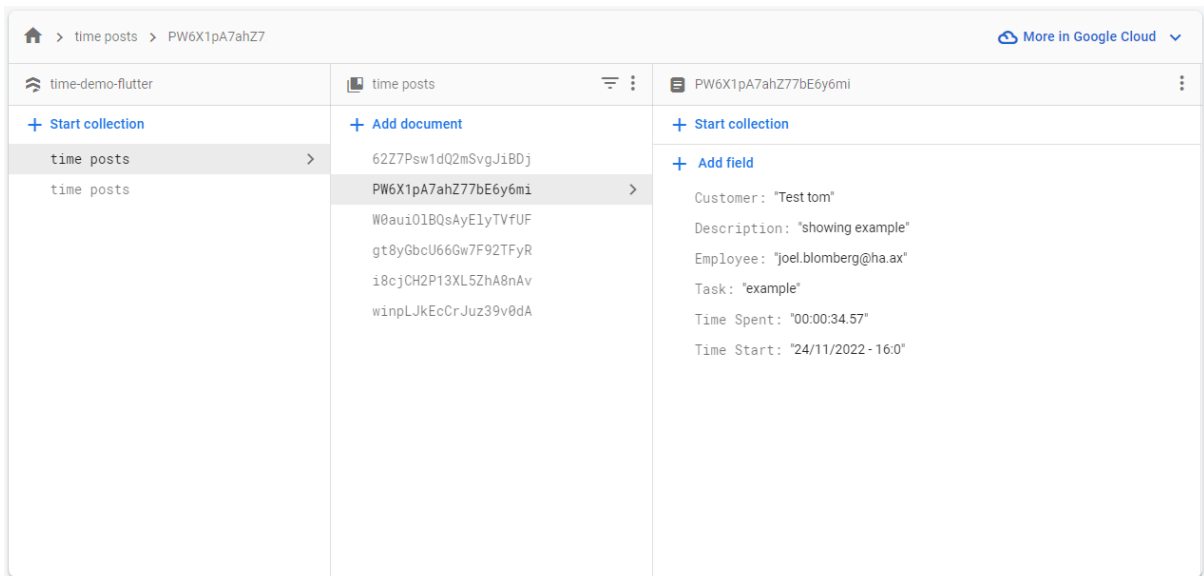 time posts > PW6X1pA7ahZ7
More in Google Cloud
time-demo-flutter
+ Start collection
time posts
time posts
time posts
+ Add document
62Z7Psw1dQ2mSvgJiBDj
PW6X1pA7ahZ77bE6y6mi
W0auiOlBQsAyElyTVfUF
gt8yGbcU66Gw7F92TFyR
i8cjCH2P13XL5ZhA8nAv
winpLJkEcCrJuz39v0dA
PW6X1pA7ahZ77bE6y6mi
+ Start collection
+ Add field
Customer: "Test tom"
Description: "showing example"
Employee: "joel.blomberg@ha.ax"
Task: "example"
Time Spent: "00:00:34.57"
Time Start: "24/11/2022 - 16:0"